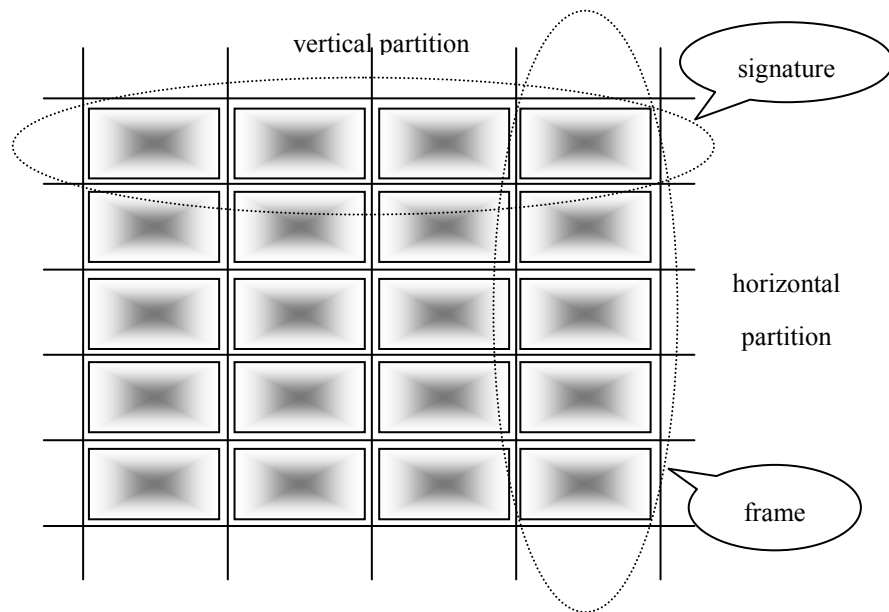 vertical partition
signature
horizontal
partition
frame